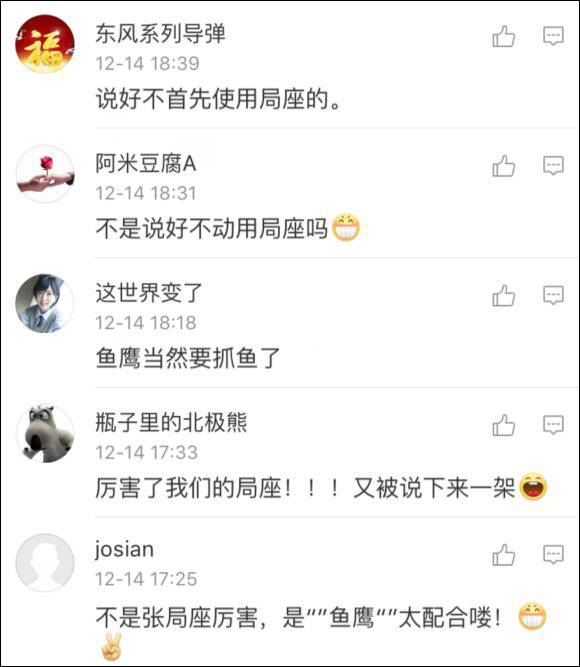 福
东风系列导弹
12-14 18:39
说好不首先使用局座的。
阿米豆腐A
12-14 18:31
不是说好不动用局座吗😁
这世界变了
12-14 18:18
鱼鹰当然要抓鱼了
瓶子里的北极熊
12-14 17:33
厉害了我们的局座！！！又被说下来一架😄
josian
12-14 17:25
不是张局座厉害，是“”鱼鹰“”太配合喽！😁
✌